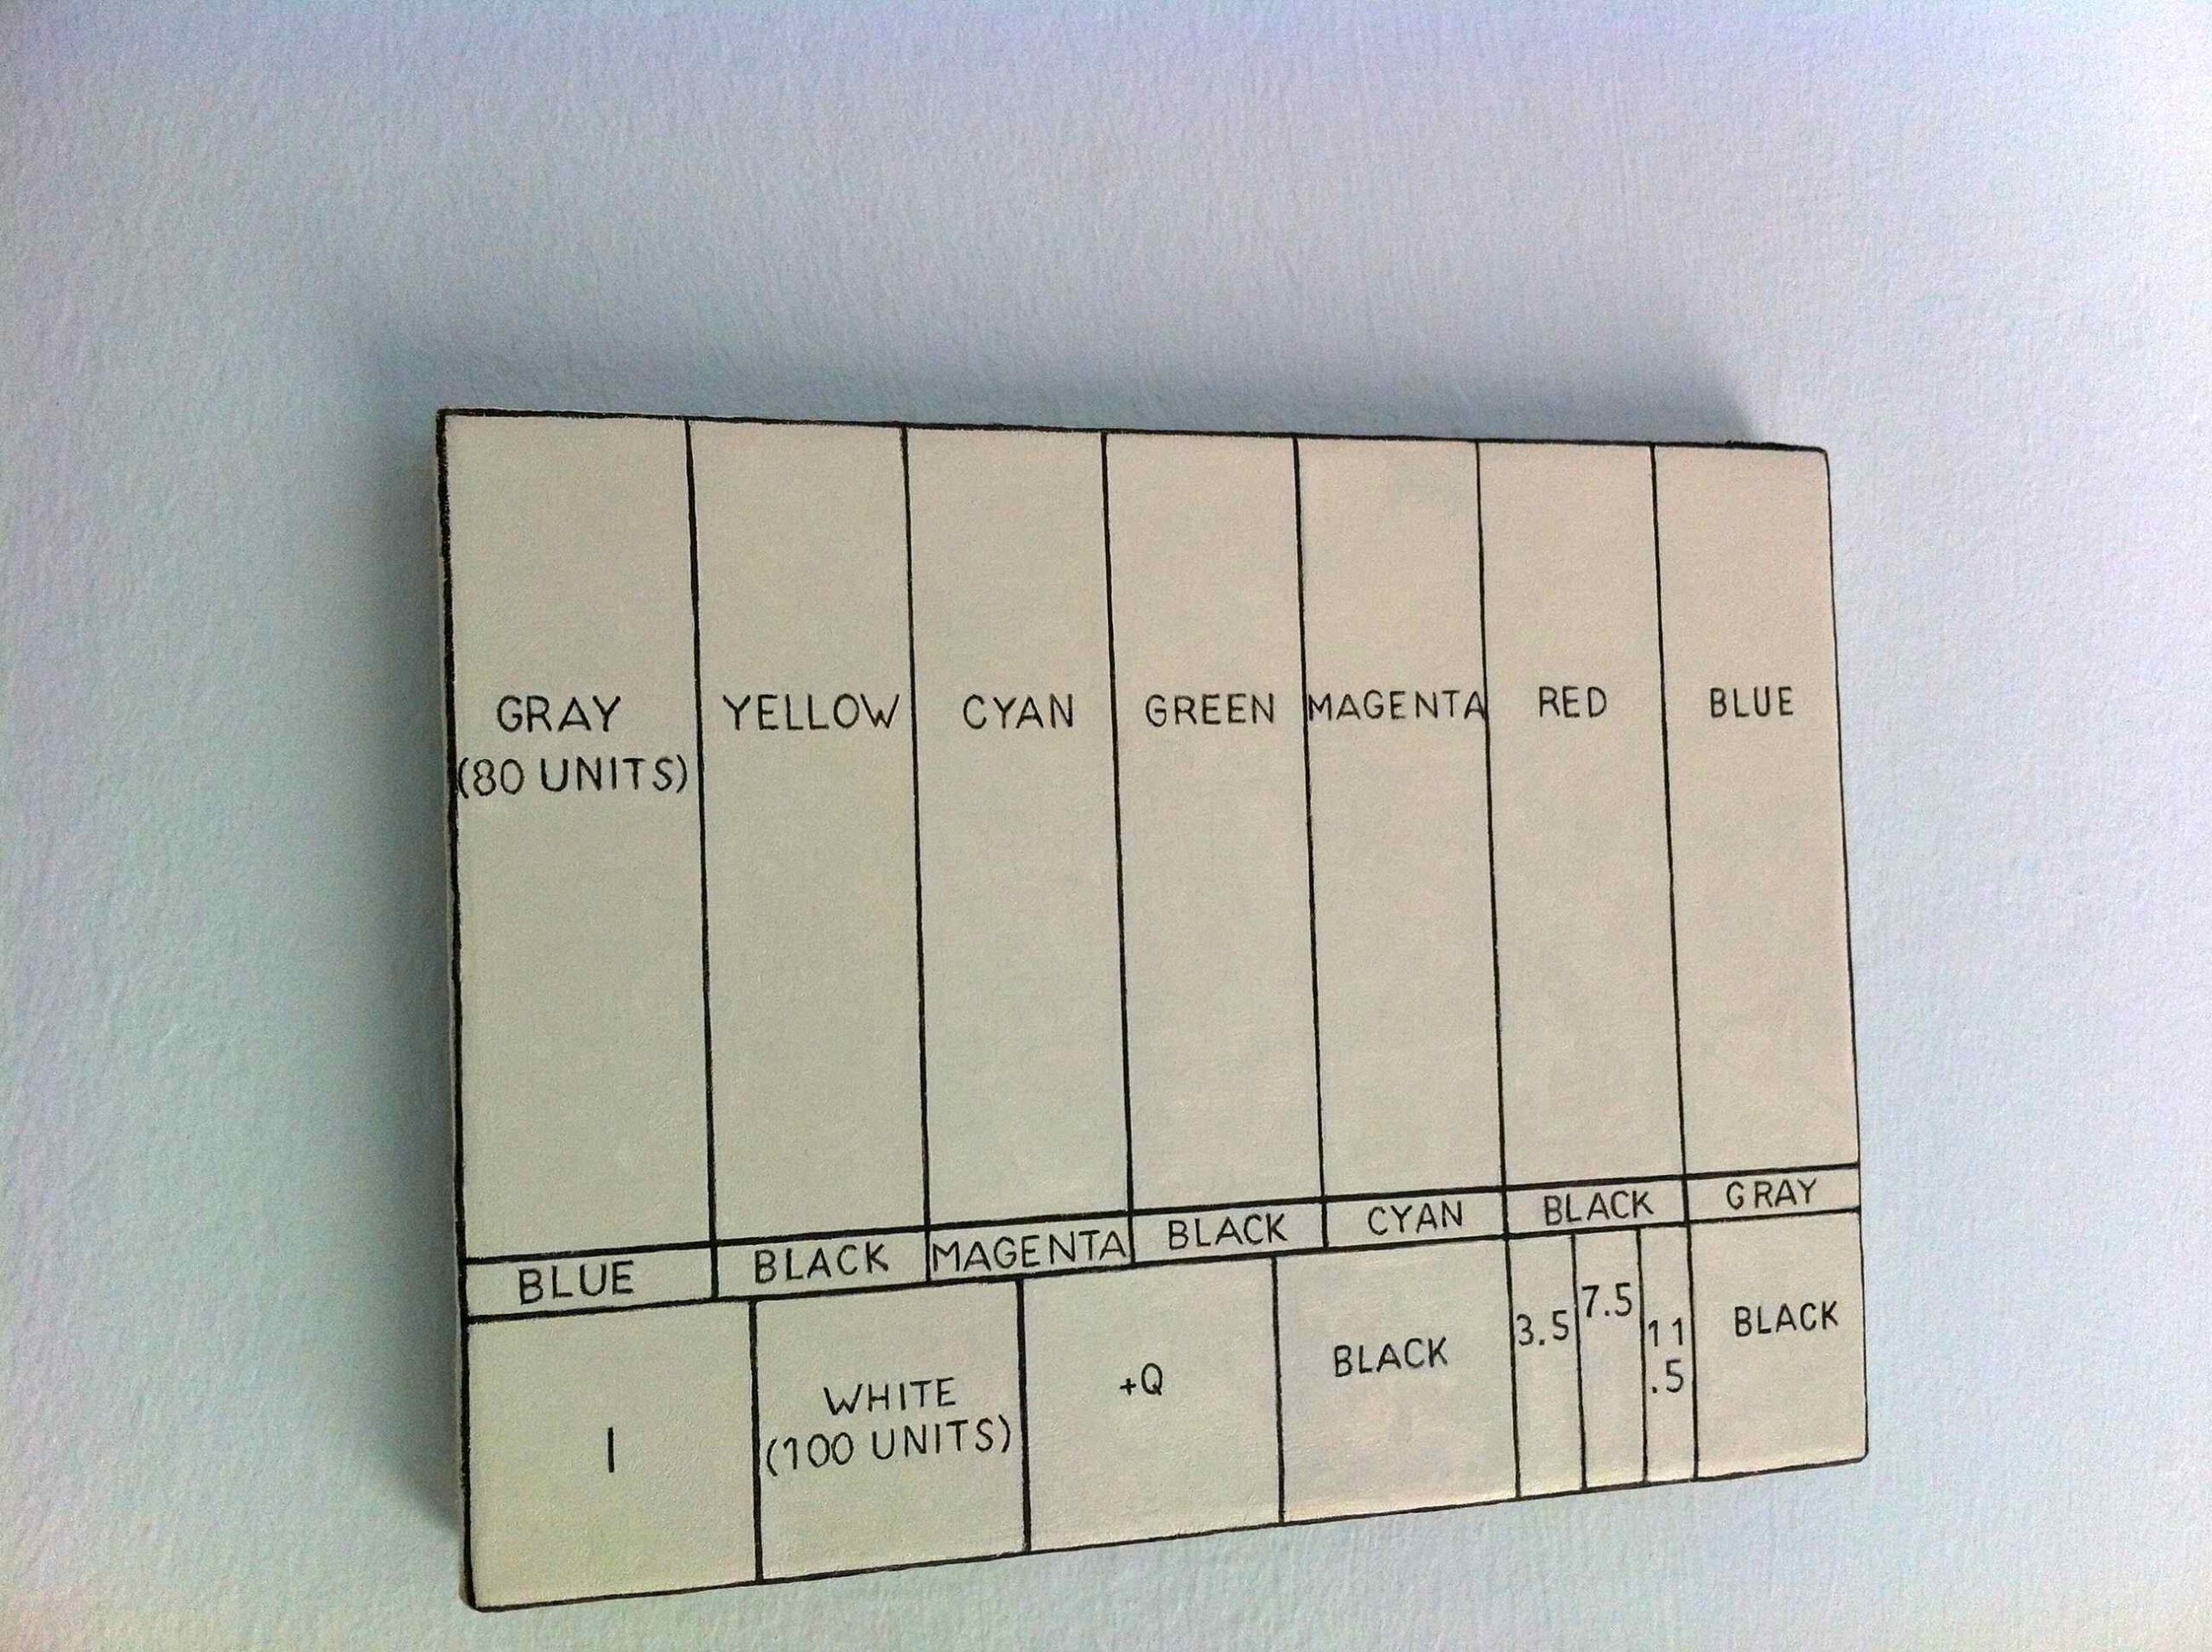 GRAY
(80 UNITS)
YELLOW
CYAN
GREEN
MAGENTA
RED
BLUE
BLUE
BLACK
MAGENTA
BLACK
CYAN
BLACK
GRAY
I
WHITE
(100 UNITS)
+Q
BLACK
3.5
7.5
11
.5
BLACK